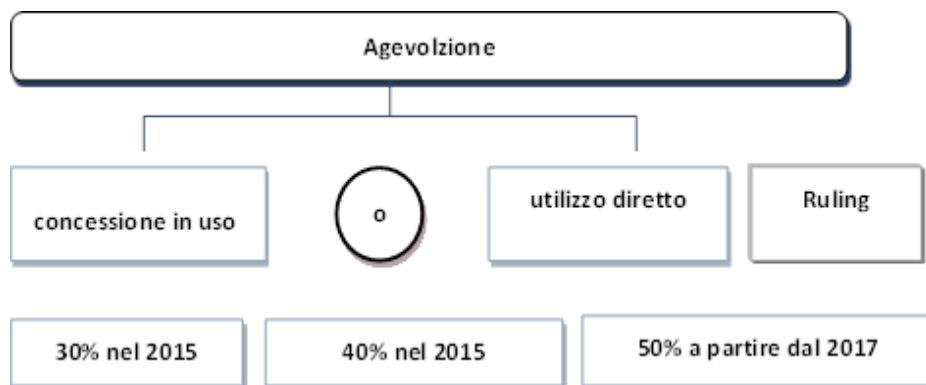 Agevolzione
concessione in uso
o
utilizzo diretto
Ruling
30% nel 2015
40% nel 2015
50% a partire dal 2017